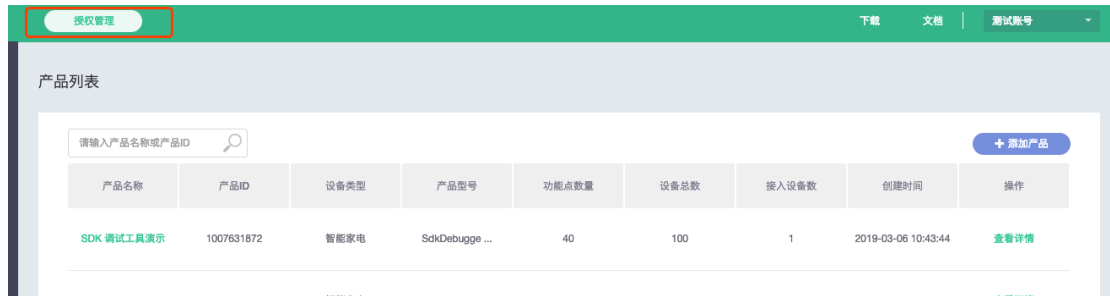 授权管理 下载 文档 测试账号
产品列表
请输入产品名称或产品ID + 添加产品
产品名称 产品ID 设备类型 产品型号 功能点数量 设备总数 接入设备数 创建时间 操作
SDK 调试工具演示 1007631872 智能家电 SdkDebugge ... 40 100 1 2019-03-06 10:43:44 查看详情